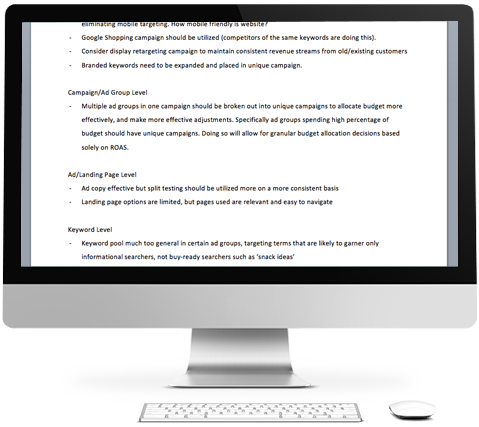 eliminating mobile targeting. How mobile friendly is website?
- Google Shopping campaign should be utilized (competitors of the same keywords are doing this).
- Consider display retargeting campaign to maintain consistent revenue streams from old/existing customers
- Branded keywords need to be expanded and placed in unique campaign.
Campaign/Ad Group Level
- Multiple ad groups in one campaign should be broken out into unique campaigns to allocate budget more
effectively, and make more effective adjustments. Specifically ad groups spending high percentage of
budget should have unique campaigns. Doing so will allow for granular budget allocation decisions based
solely on ROAS.
Ad/Landing Page Level
- Ad copy effective but split testing should be utilized more on a more consistent basis
- Landing page options are limited, but pages used are relevant and easy to navigate
Keyword Level
- Keyword pool much too general in certain ad groups, targeting terms that are likely to garner only
informational searchers, not buy-ready searchers such as ‘snack ideas’